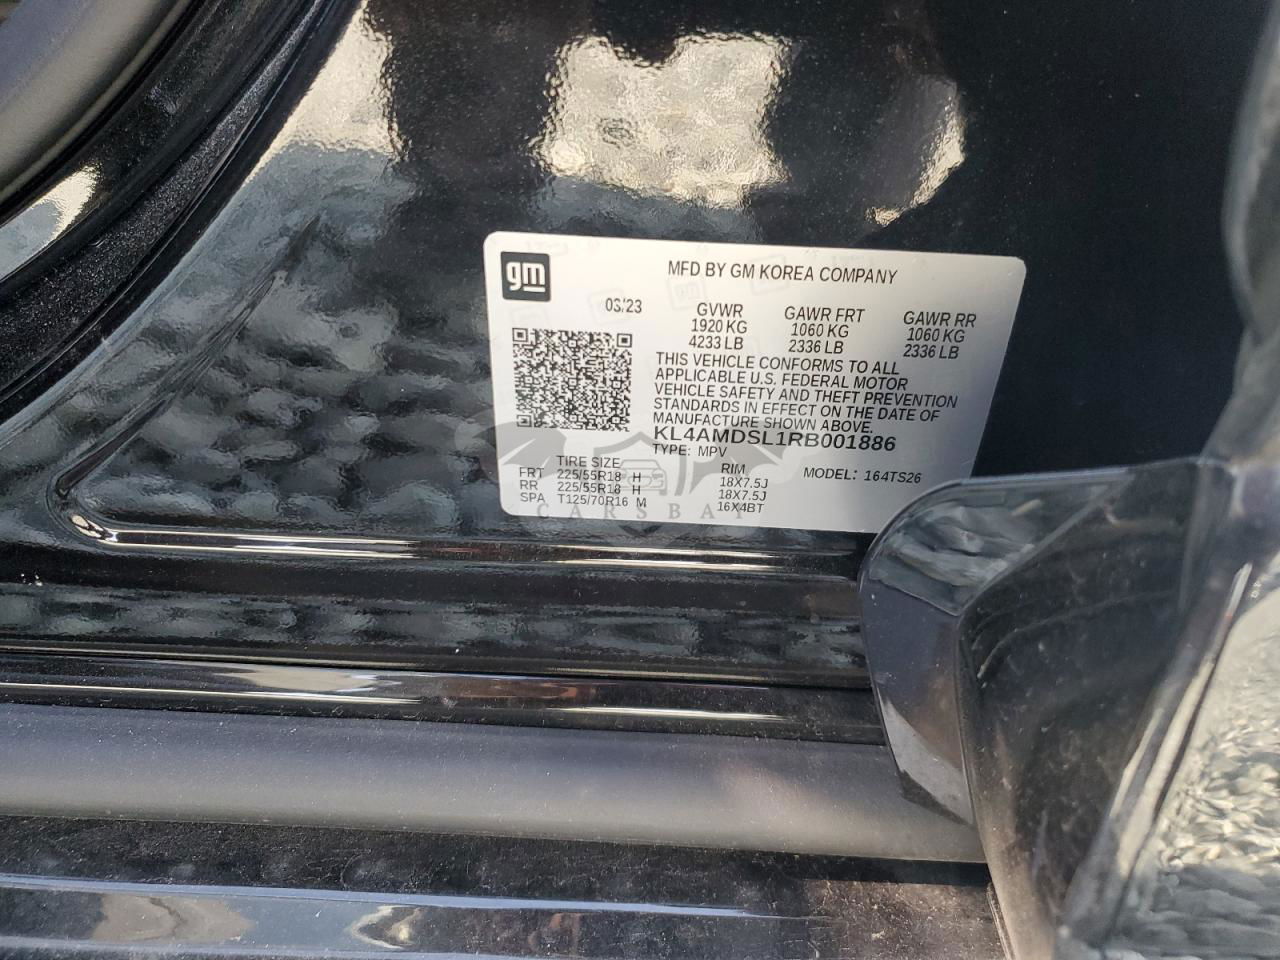 gm
MFD BY GM KOREA COMPANY
03/23
GVWR GAWR FRT GAWR RR
1920 KG 1060 KG 1060 KG
4233 LB 2336 LB 2336 LB
THIS VEHICLE CONFORMS TO ALL
APPLICABLE U.S. FEDERAL MOTOR
VEHICLE SAFETY AND THEFT PREVENTION
STANDARDS IN EFFECT ON THE DATE OF
MANUFACTURE SHOWN ABOVE.
KL4AMDSL1RB001886
TYPE: MPV
TIRE SIZE RIM MODEL: 164TS26
FRT 225/55R18 H 18X7.5J
RR 225/55R18 H 18X7.5J
SPA T125/70R16 M 16X4BT
CARSBAY